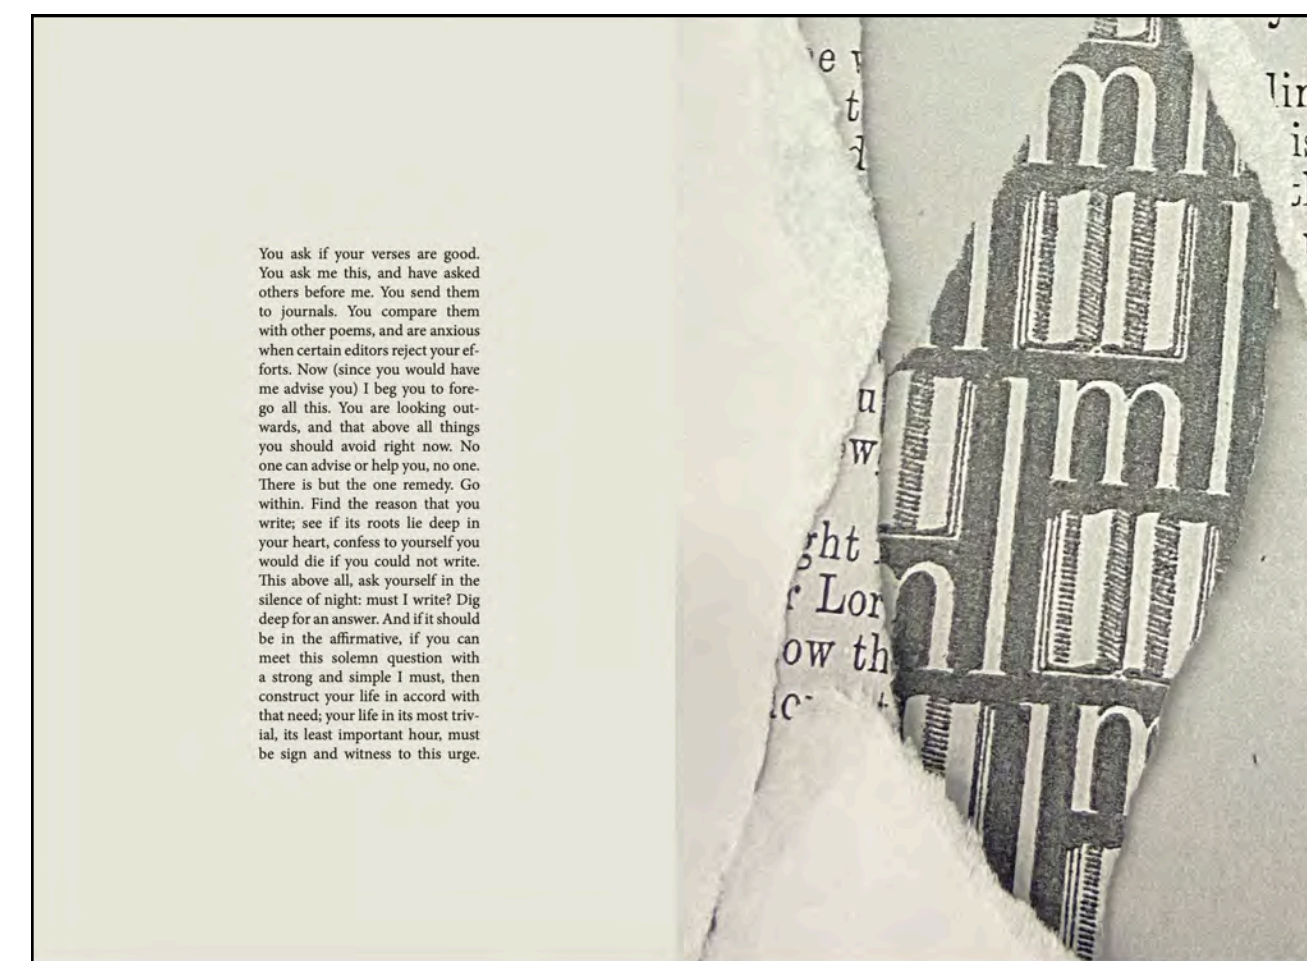 You ask if your verses are good.
You ask me this, and have asked
others before me. You send them
to journals. You compare them
with other poems, and are anxious
when certain editors reject your ef-
forts. Now (since you would have
me advise you) I beg you to fore-
go all this. You are looking out-
wards, and that above all things
you should avoid right now. No
one can advise or help you, no one.
There is but the one remedy. Go
within. Find the reason that you
write; see if its roots lie deep in
your heart, confess to yourself you
would die if you could not write.
This above all, ask yourself in the
silence of night: must I write? Dig
deep for an answer. And if it should
be in the affirmative, if you can
meet this solemn question with
a strong and simple I must, then
construct your life in accord with
that need; your life in its most triv-
ial, its least important hour, must
be sign and witness to this urge.
e
t
d
u
w
ght
r Lor
ow th
lin
is
m
m
m